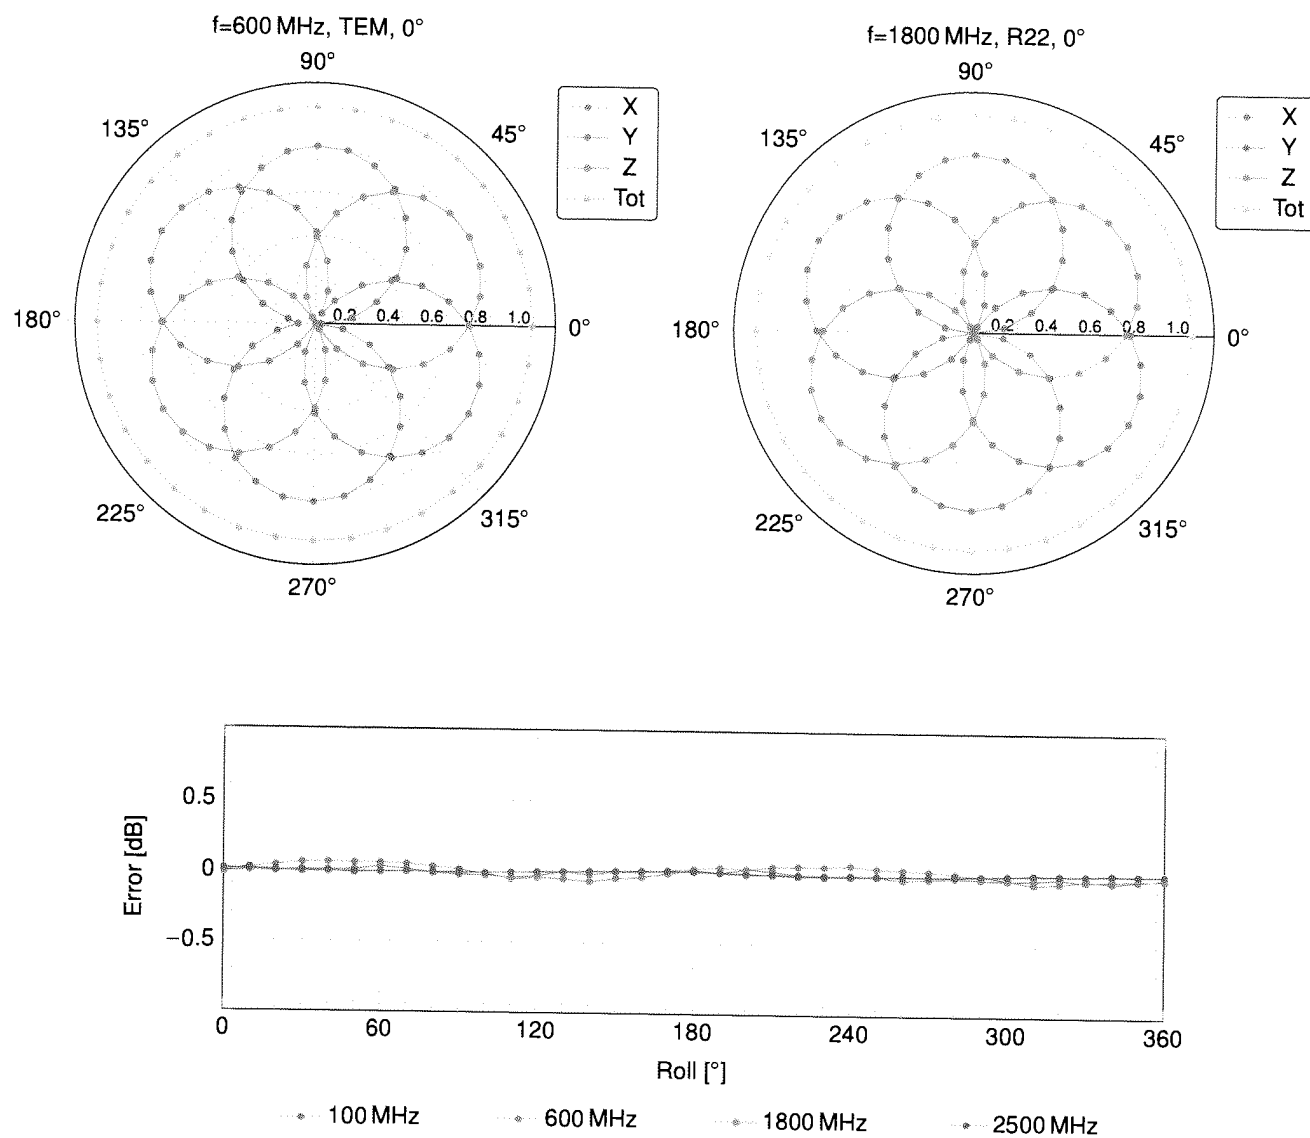 f=600 MHz, TEM, 0°
90°
135°
45°
180°
0.2 0.4 0.6 0.8 1.0
0°
225°
315°
270°
X
Y
Z
Tot
f=1800 MHz, R22, 0°
90°
135°
45°
180°
0.2 0.4 0.6 0.8 1.0
0°
225°
315°
270°
X
Y
Z
Tot
Error [dB]
0.5
0
−0.5
0 60 120 180 240 300 360
Roll [°]
100 MHz 600 MHz 1800 MHz 2500 MHz